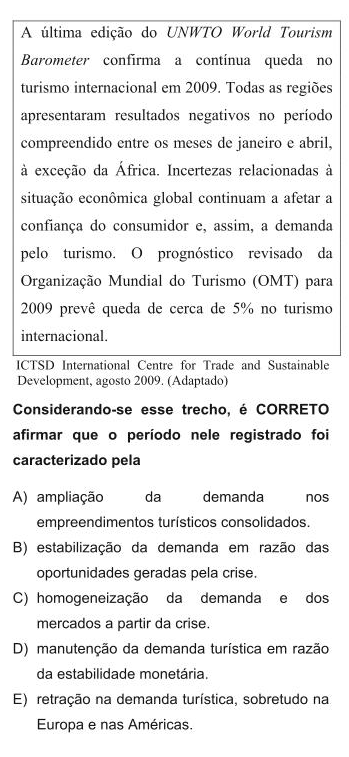 A última edição do UNWTO World Tourism
Barometer confirma a contínua queda no
turismo internacional em 2009. Todas as regiões
apresentaram resultados negativos no período
compreendido entre os meses de janeiro e abril,
à exceção da África. Incertezas relacionadas à
situação econômica global continuam a afetar a
confiança do consumidor e, assim, a demanda
pelo turismo. O prognóstico revisado da
Organização Mundial do Turismo (OMT) para
2009 prevê queda de cerca de 5% no turismo
internacional.
ICTSD International Centre for Trade and Sustainable
Development, agosto 2009. (Adaptado)
Considerando-se esse trecho, é CORRETO
afirmar que o período nele registrado foi
caracterizado pela
A) ampliação da demanda nos
empreendimentos turísticos consolidados.
B) estabilização da demanda em razão das
oportunidades geradas pela crise.
C) homogeneização da demanda e dos
mercados a partir da crise.
D) manutenção da demanda turística em razão
da estabilidade monetária.
E) retração na demanda turística, sobretudo na
Europa e nas Américas.